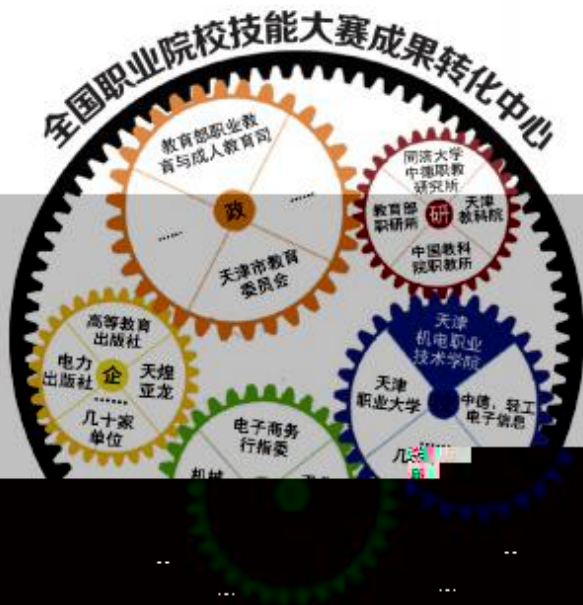 全国职业院校技能大赛成果转化中心
教育部职业教
育与成人教育司
政
......
......
天津市教育
委员会
同济大学
中德职教
研究所
教育部
职研所
研
天津
教科院
中国教科
院职教所
高等教育
出版社
电力
出版社
企
天煌
亚龙
......
几十家
单位
天津
机电职业
技术学院
天津
职业大学
中德，轻工
电子信息
......
电子商务
行指委
机械